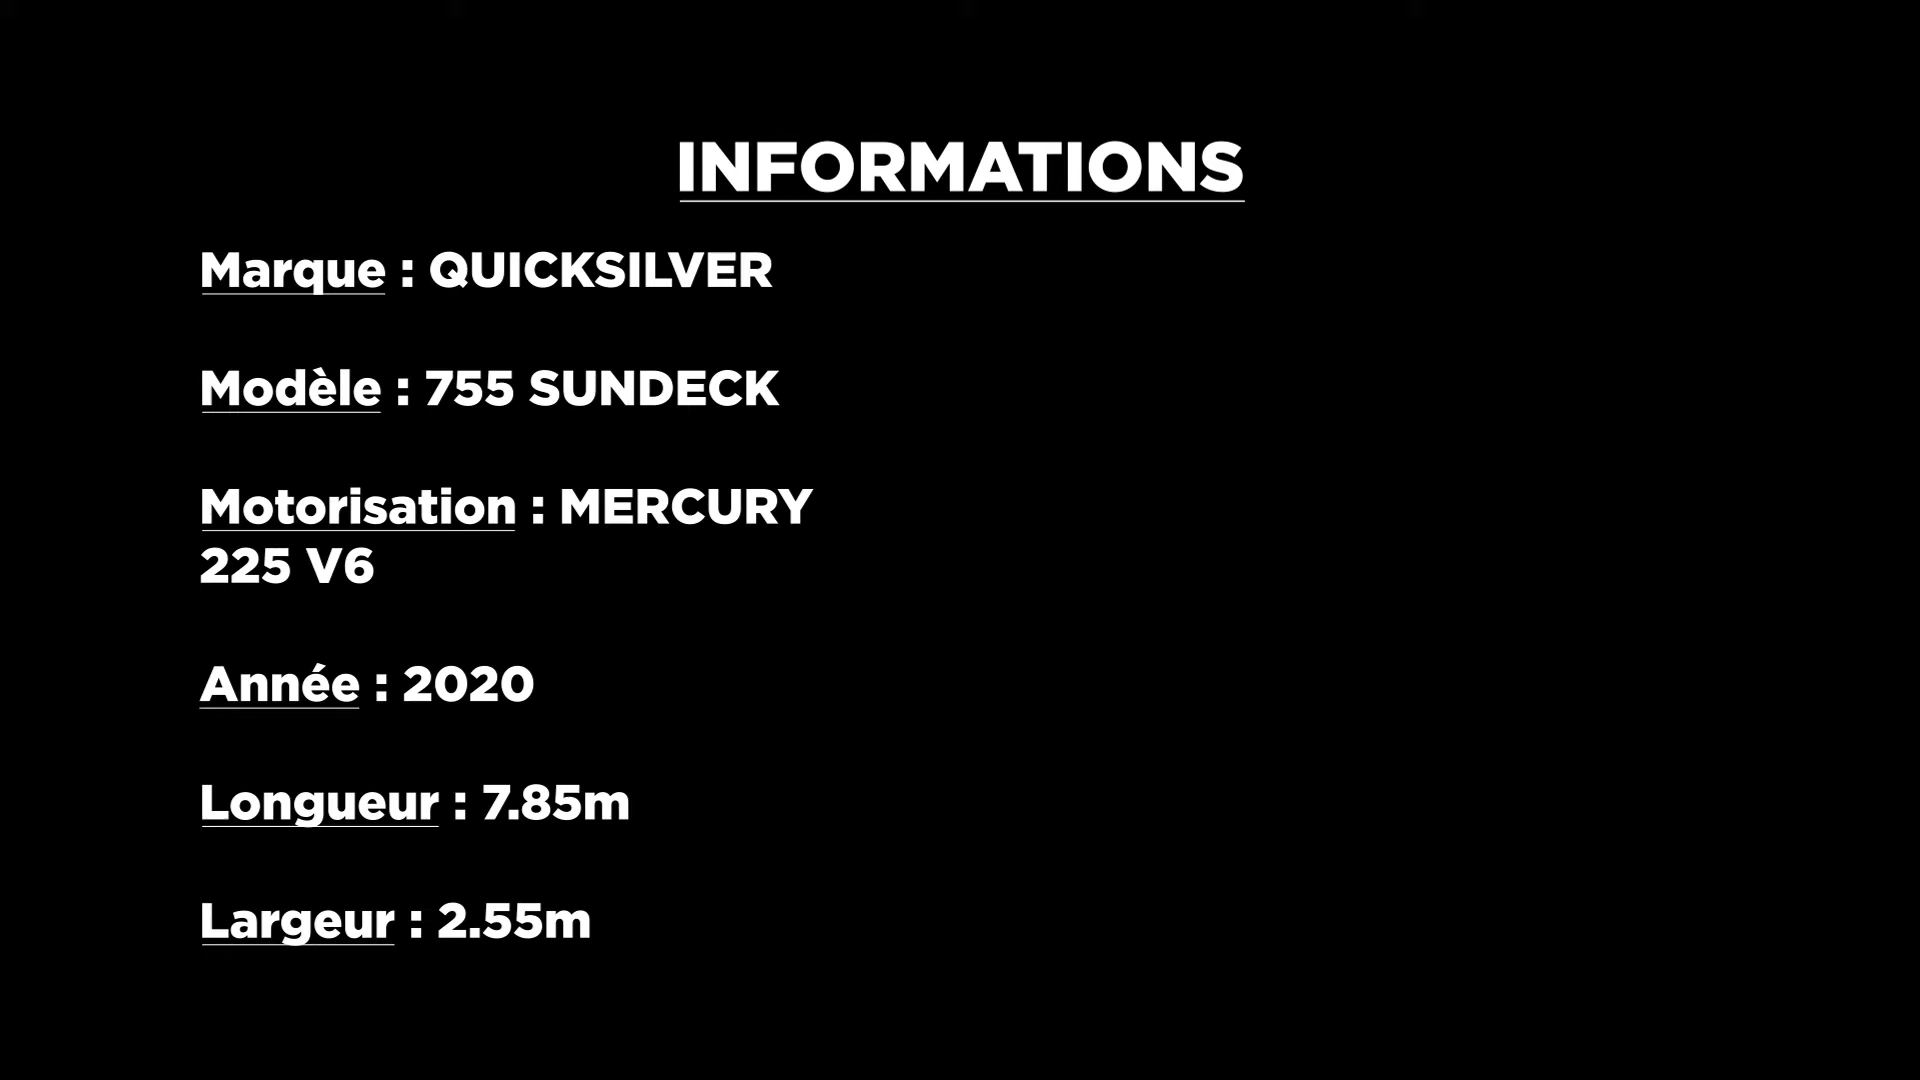 INFORMATIONS
Marque : QUICKSILVER
Modèle : 755 SUNDECK
Motorisation : MERCURY
225 V6
Année : 2020
Longueur : 7.85m
Largeur : 2.55m